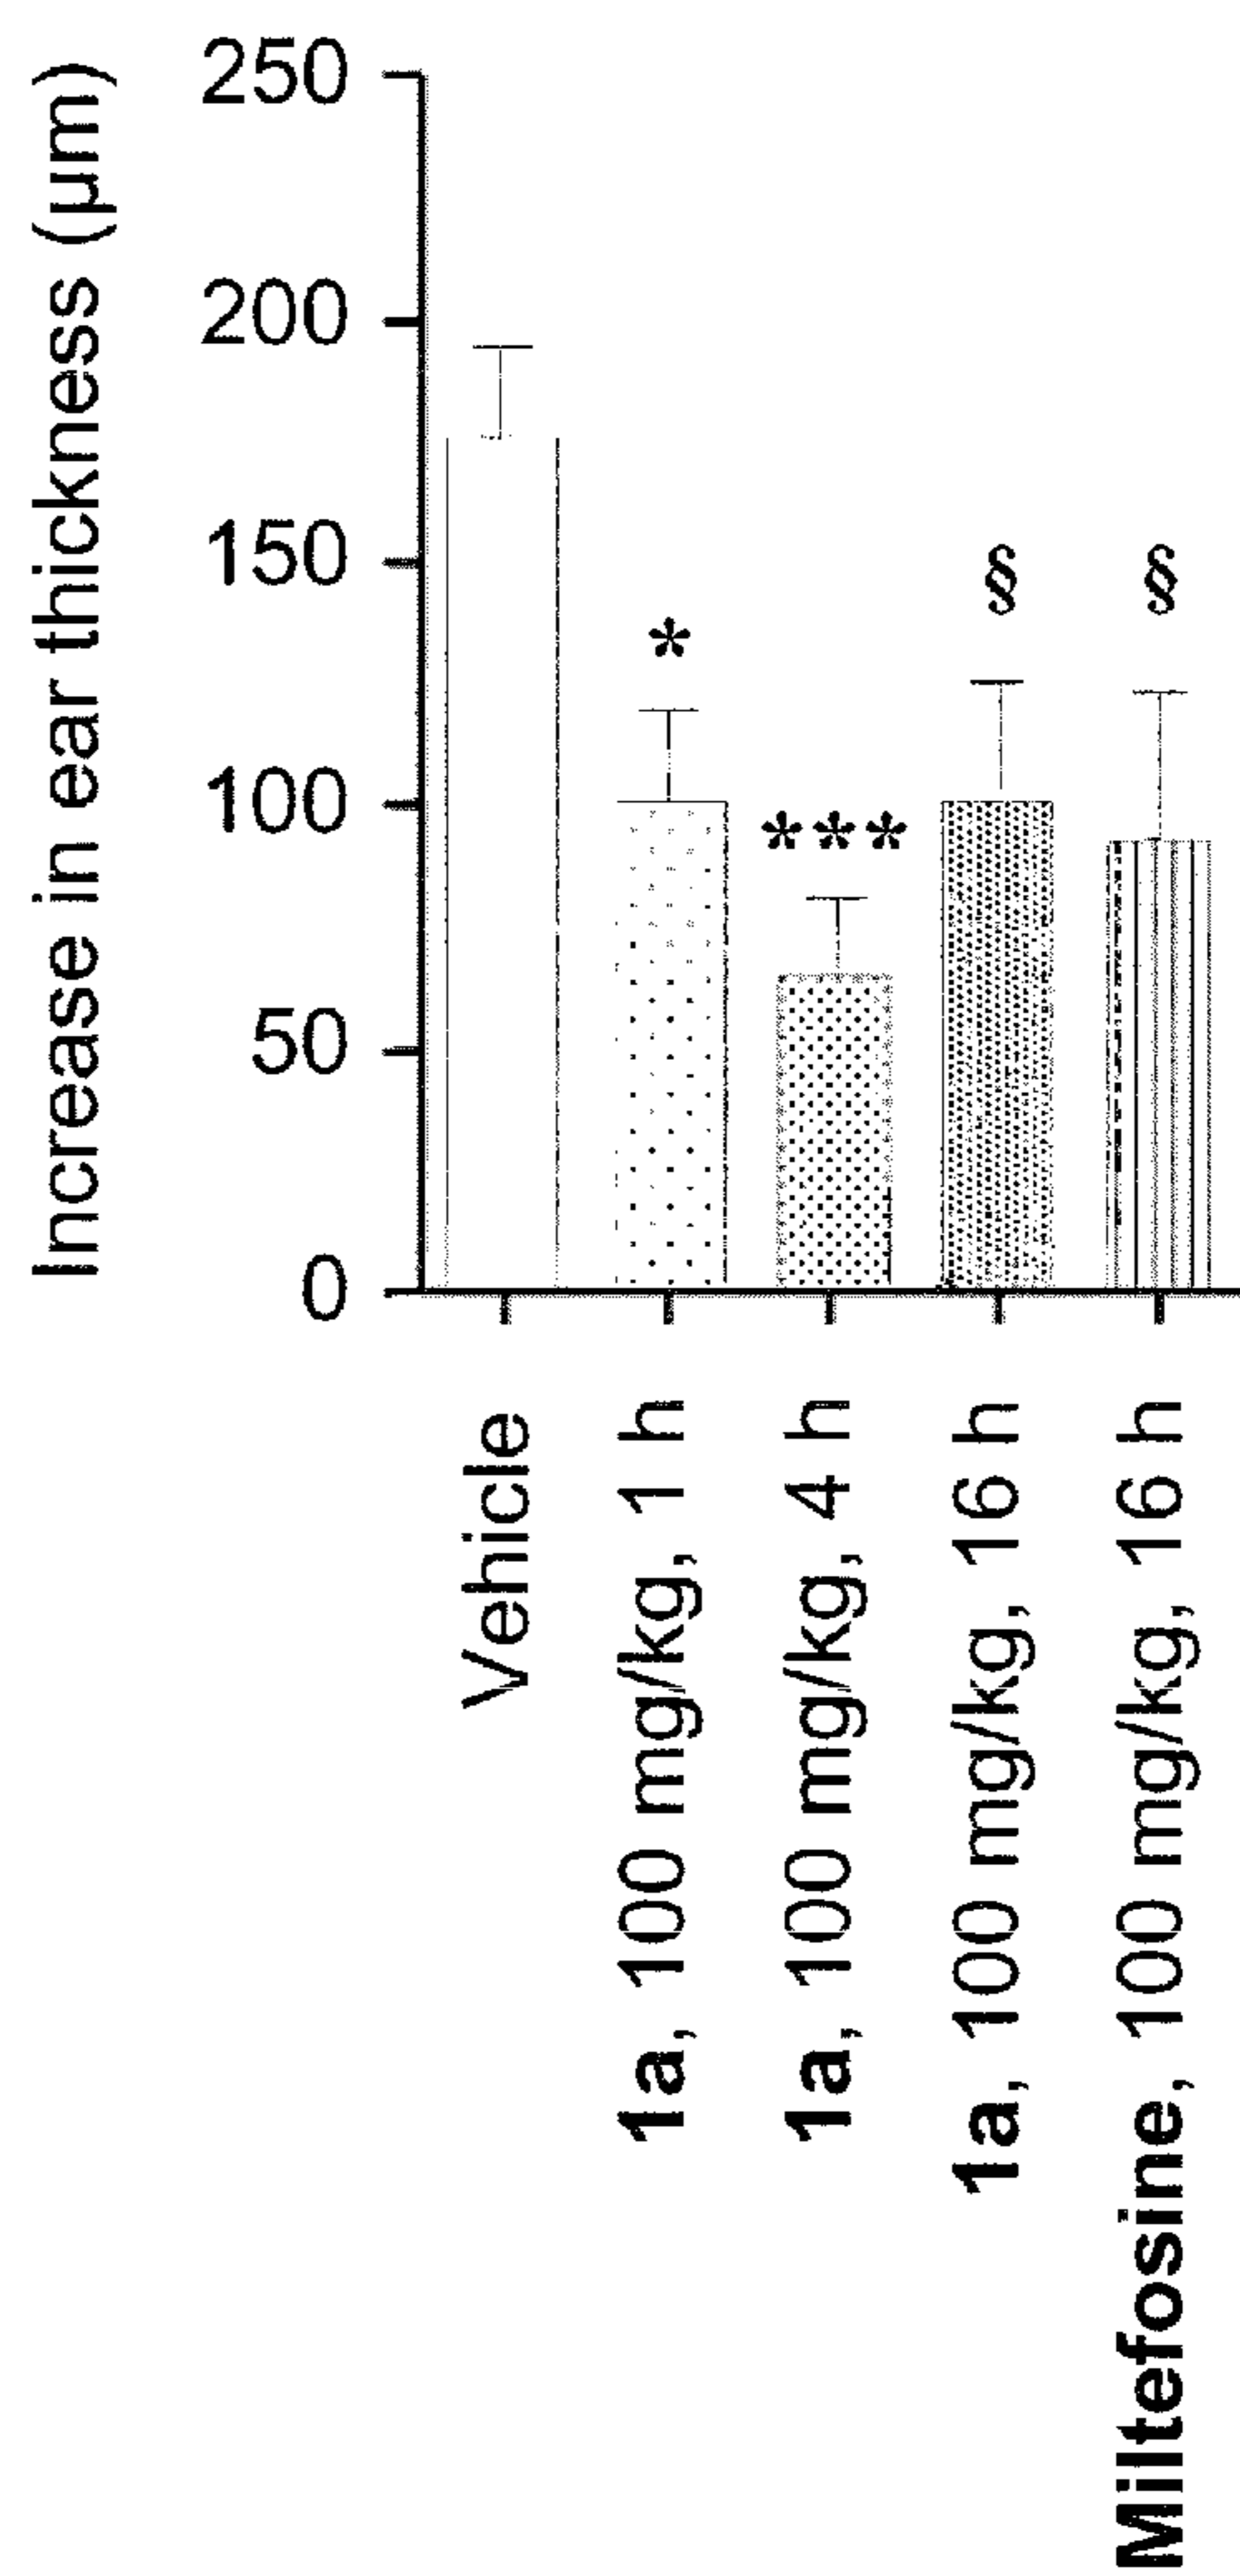 Increase in ear thickness (µm)
250
200
150
100
50
0
*
***
§
§
Vehicle
1a, 100 mg/kg, 1 h
1a, 100 mg/kg, 4 h
1a, 100 mg/kg, 16 h
Miltefosine, 100 mg/kg, 16 h